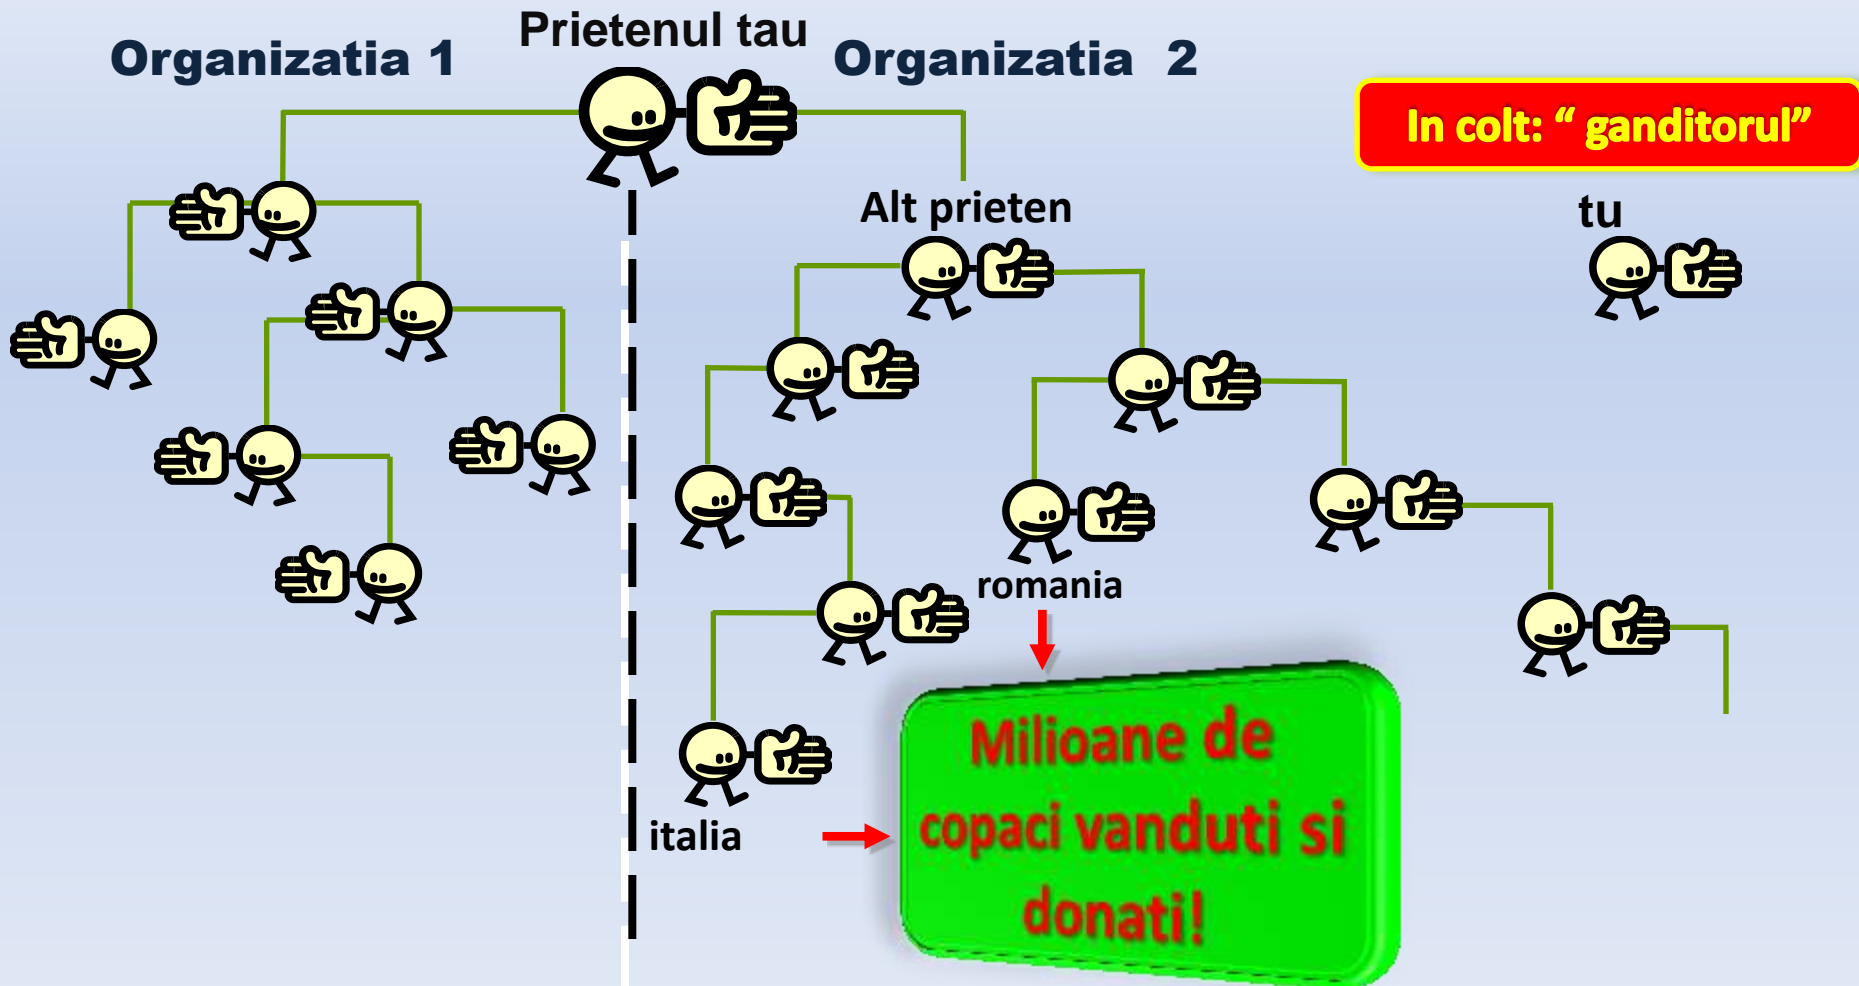 Prietenul tau
Organizatia 1
Organizatia  2
In colt: “ ganditorul”
Alt prieten
tu
romania
italia
Milioane de
copaci vanduti si
donati!